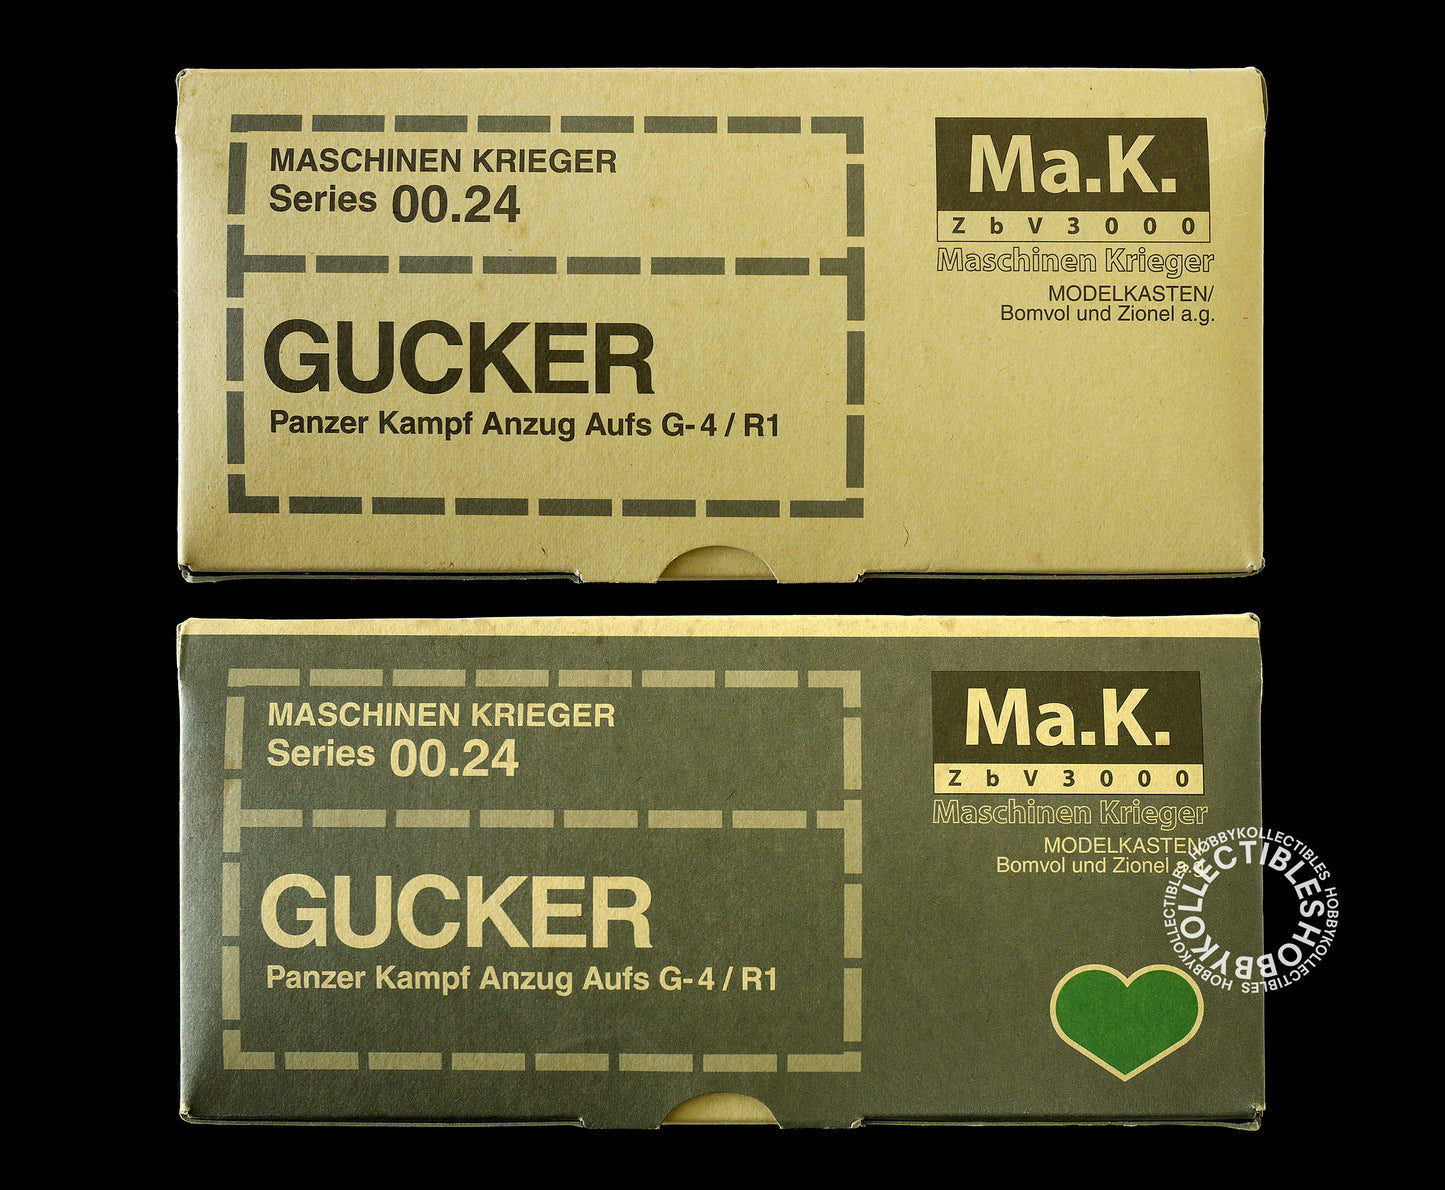 MASCHINEN KRIEGER
Series 00.24
GUCKER
Panzer Kampf Anzug Aufs G-4 / R1
Ma.K.
ZbV3000
Maschinen Krieger
MODELKASTEN/
Bomvol und Zionel a.g.
MASCHINEN KRIEGER
Series 00.24
GUCKER
Panzer Kampf Anzug Aufs G-4 / R1
Ma.K.
ZbV3000
Maschinen Krieger
MODELKASTEN/
Bomvol und Zionel a.g.
HOBBYKOLLECTIBLES HOBBYKOLLECTIBLES HOBBYKOLLECTIBLES
HOBBYKOLLECTIBLES